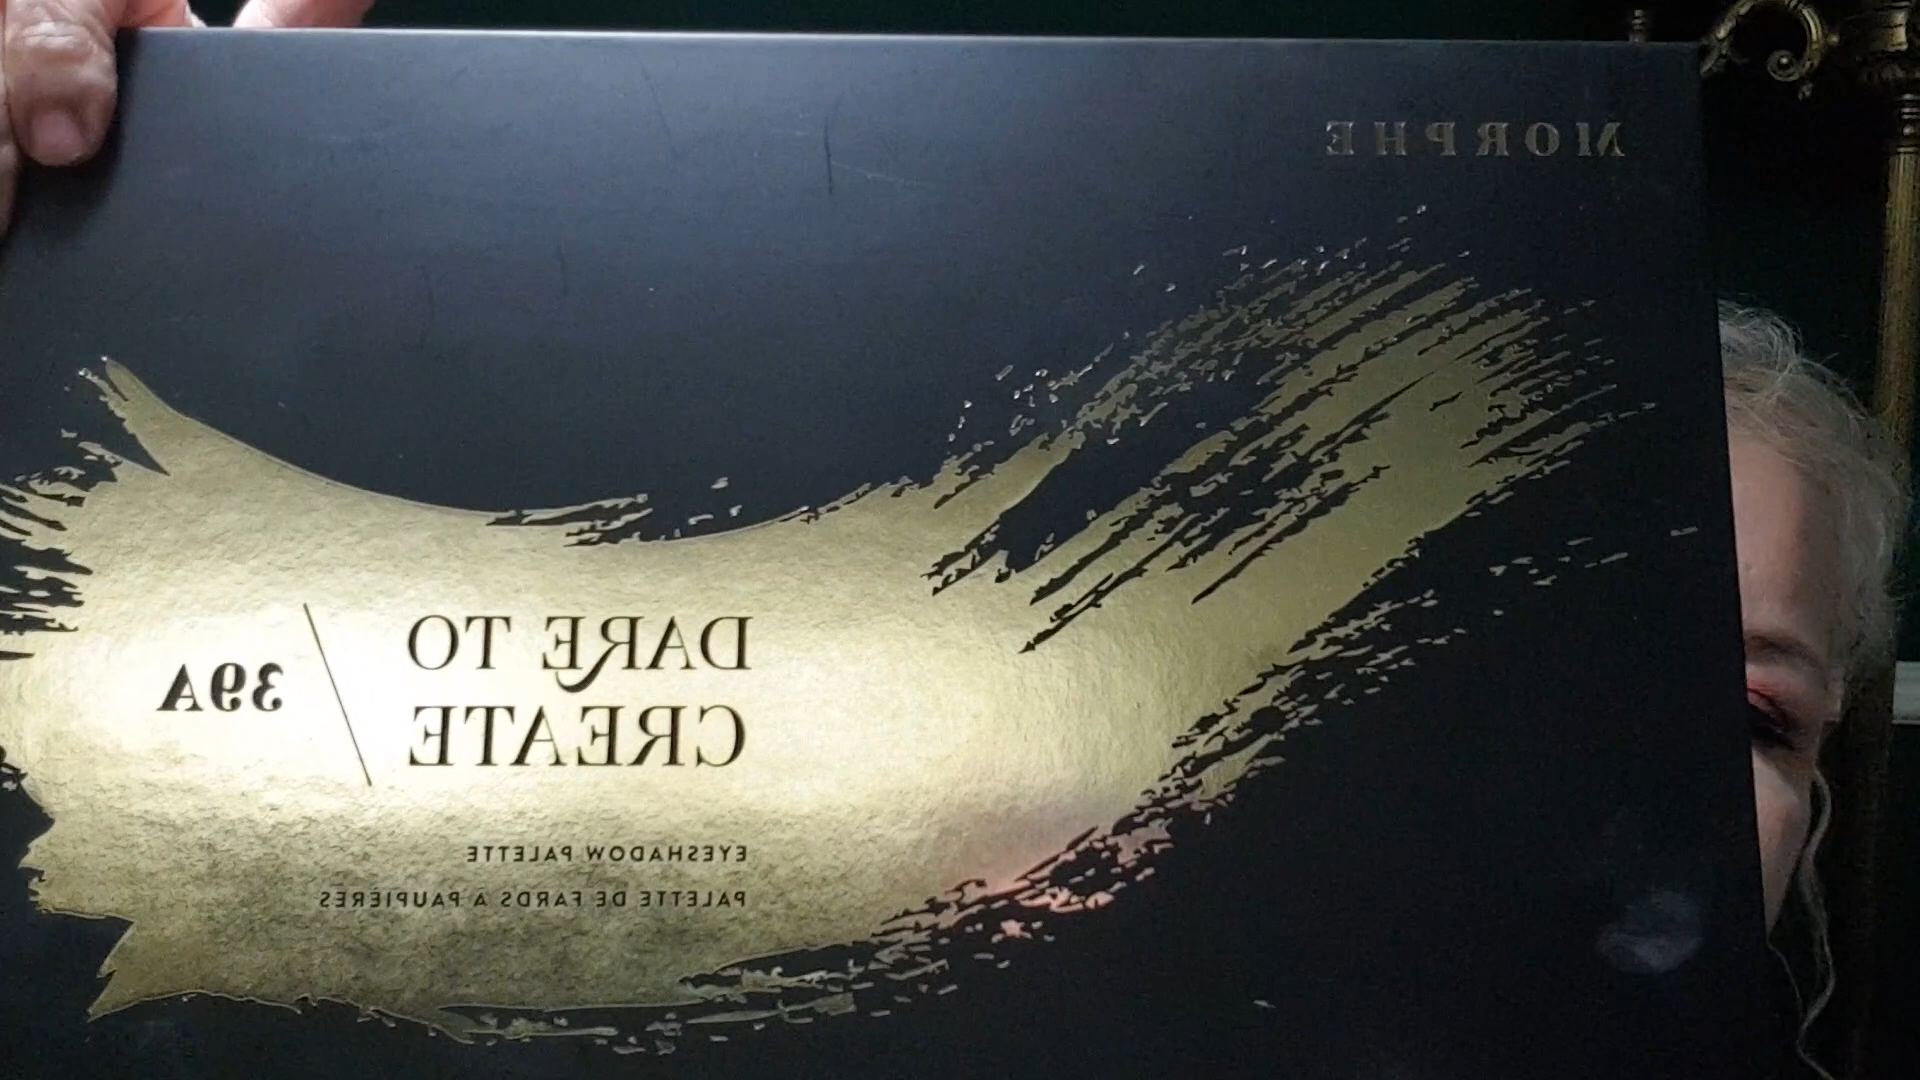 MORPHE
DARE TO
CREATE
39A
EYESHADOW PALETTE
PALETTE DE FARDS À PAUPIÈRES